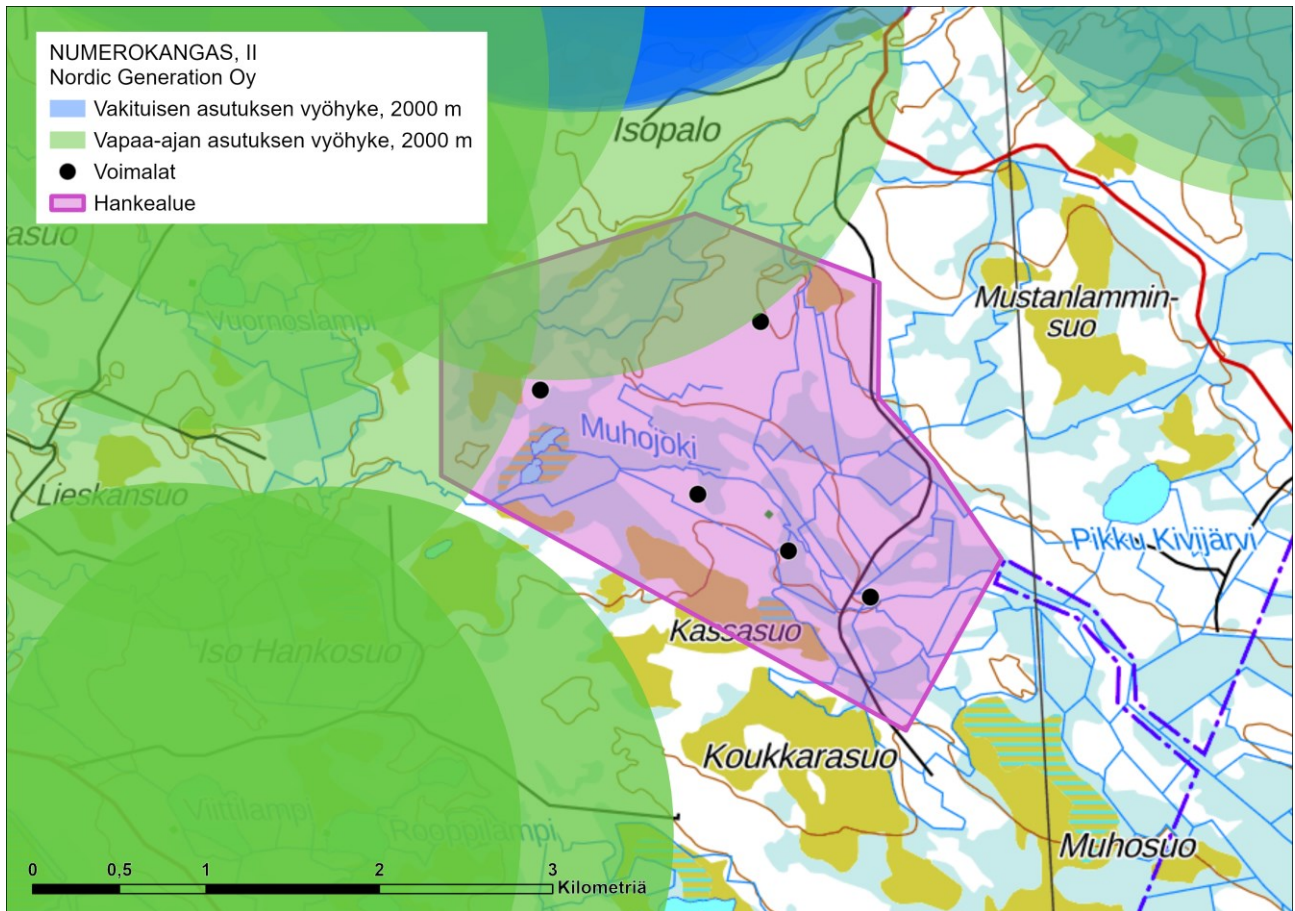 NUMEROKANGAS, II
Nordic Generation Oy
Vakituisen asutuksen vyöhyke, 2000 m
Vapaa-ajan asutuksen vyöhyke, 2000 m
Voimalat
Hankealue
Isopalo
asuo
Vuornoslampi
Mustanlammin-
suo
Muhojoki
Lieskansuo
Pikku Kivijärvi
Kassasuo
Iso Hankosuo
Koukkarasuo
Viittilampi
Rooppilampi
Muhosuo
0 0,5 1 2 3
Kilometriä